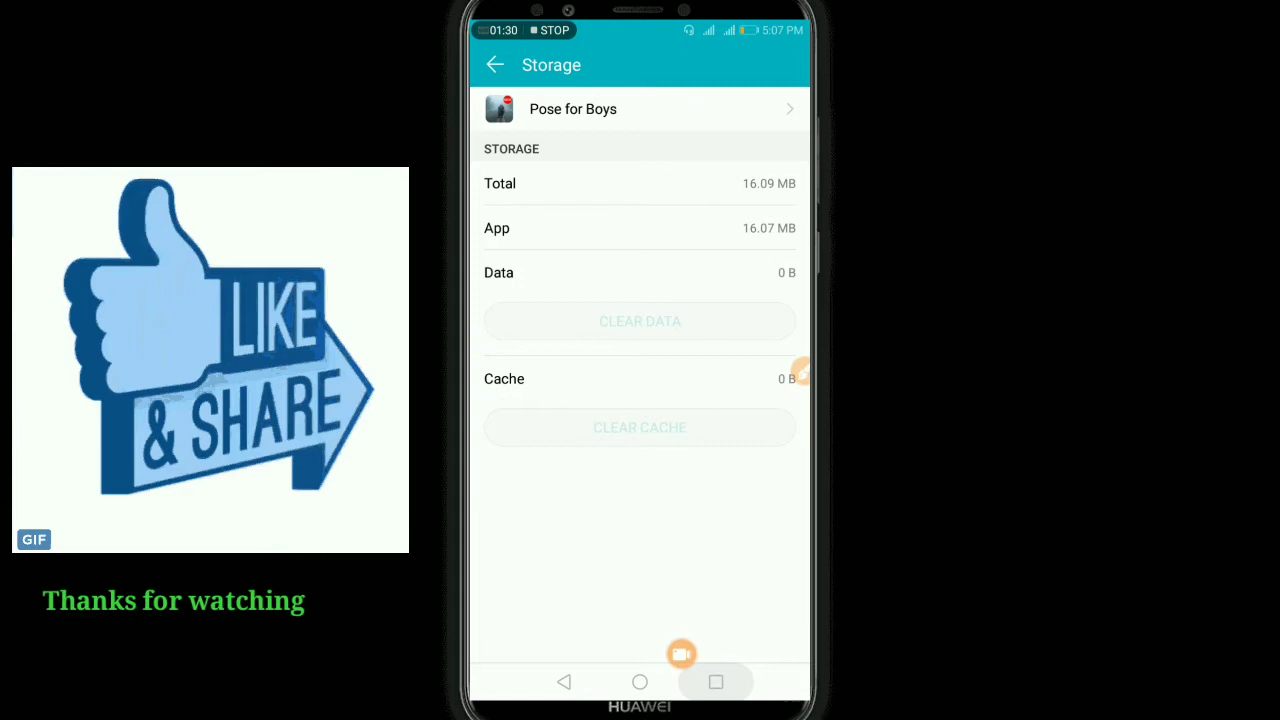 01:30 STOP 5:07 PM
Storage
Pose for Boys
STORAGE
Total 16.09 MB
App 16.07 MB
Data 0 B
CLEAR DATA
Cache 0 B
CLEAR CACHE
HUAWEI
LIKE
& SHARE
GIF
Thanks for watching